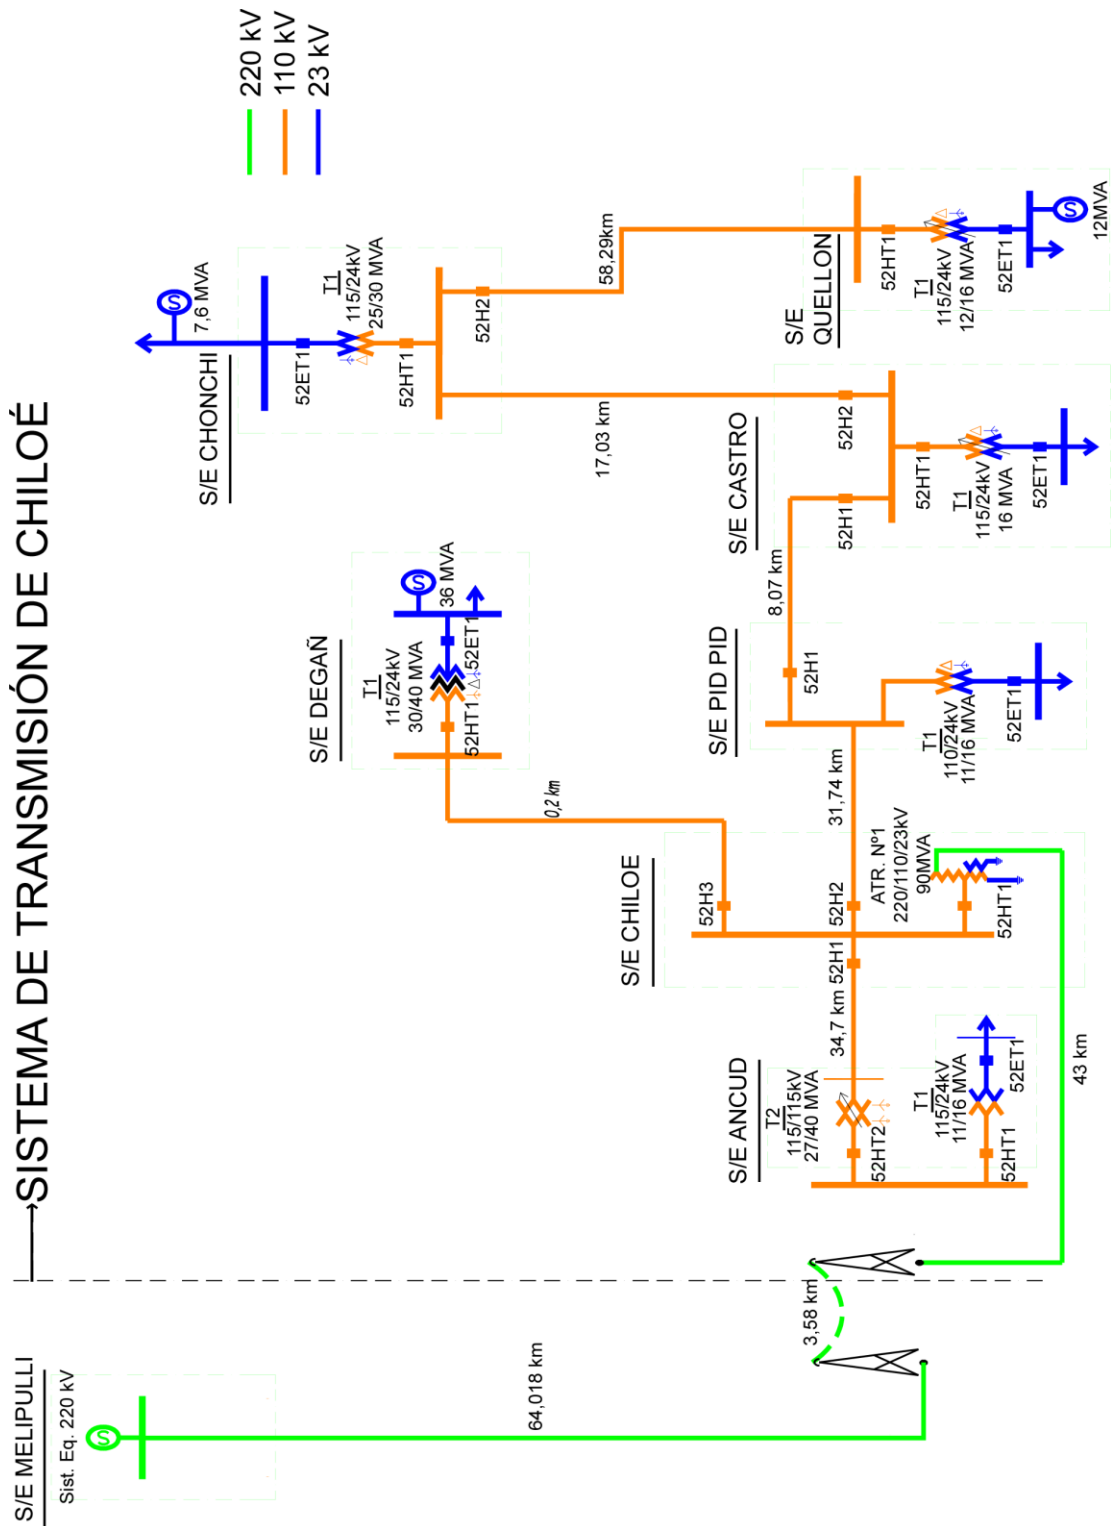 SISTEMA DE TRANSMISIÓN DE CHILOÉ
220 kV
110 kV
23 kV
S/E MELIPULLI
Sist. Eq. 220 kV
S
64,018 km
3,58 km
43 km
S/E ANCUD
T2
115/115kV
27/40 MVA
52HT2
T1
115/24kV
11/16 MVA
52HT1
52ET1
34,7 km
S/E CHILOE
52H3
52H1
52H2
ATR. Nº1
220/110/23kV
90MVA
52HT1
0,2 km
31,74 km
S/E DEGAÑ
T1
115/24kV
30/40 MVA
52HT1
52ET1
36 MVA
S
S/E PID PID
52H1
T1
110/24kV
11/16 MVA
52ET1
8,07 km
S/E CASTRO
52H1
52H2
52HT1
T1
115/24kV
16 MVA
52ET1
17,03 km
S/E CHONCHI
7,6 MVA
S
52ET1
T1
115/24kV
25/30 MVA
52HT1
52H2
58,29km
S/E
QUELLON
52HT1
T1
115/24kV
12/16 MVA
52ET1
S
12MVA